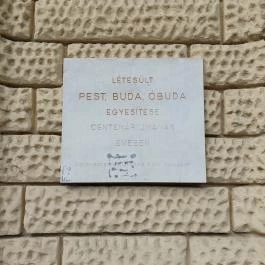 LÉTESÜLT
PEST, BUDA, ÓBUDA
EGYESÍTÉSE
CENTENÁRIUMÁNAK
ÉVÉBEN